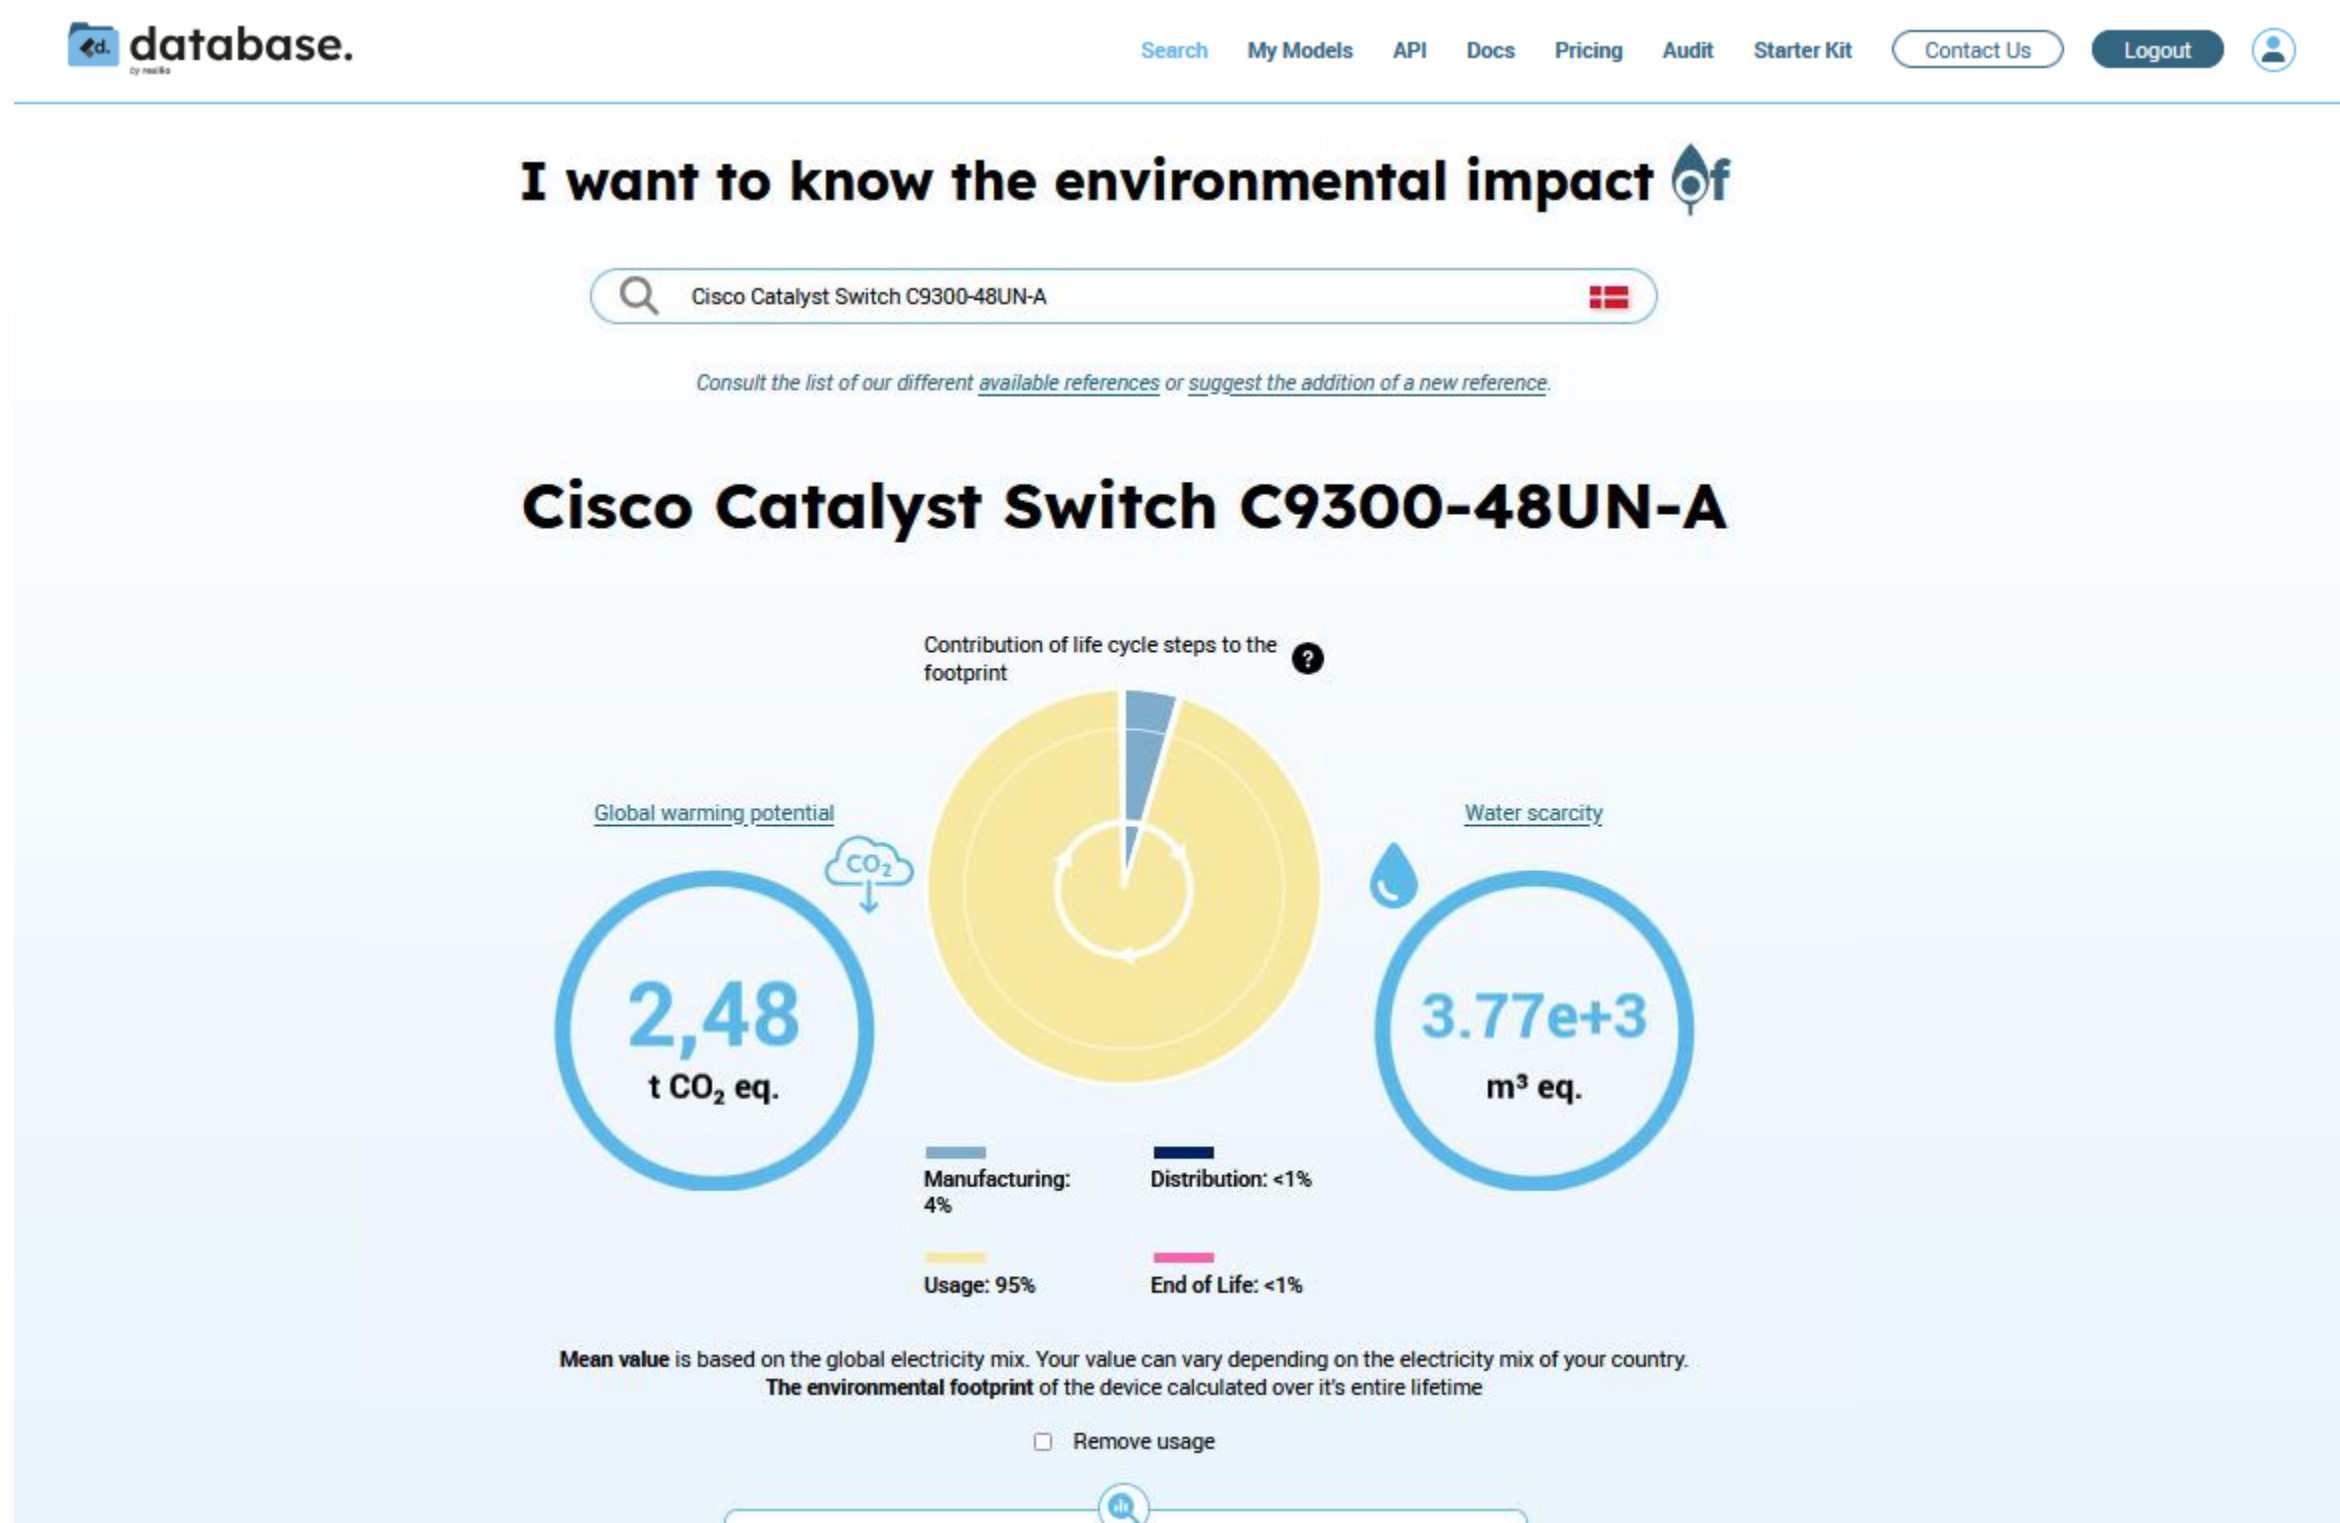 d. database.
by resilio
Search My Models API Docs Pricing Audit Starter Kit Contact Us Logout
I want to know the environmental impact of
Cisco Catalyst Switch C9300-48UN-A
Consult the list of our different available references or suggest the addition of a new reference.
Cisco Catalyst Switch C9300-48UN-A
Contribution of life cycle steps to the
footprint
?
Global warming potential
CO₂
2,48
t CO₂ eq.
Water scarcity
3.77e+3
m³ eq.
Manufacturing:
4%
Distribution: <1%
Usage: 95%
End of Life: <1%
Mean value is based on the global electricity mix. Your value can vary depending on the electricity mix of your country.
The environmental footprint of the device calculated over it's entire lifetime
Remove usage